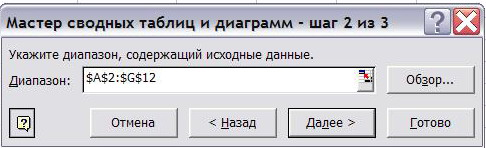 Мастер сводных таблиц и диаграмм - шаг 2 из 3
Укажите диапазон, содержащий исходные данные.
Диапазон: $A$2:$G$12 Обзор...
Отмена < Назад Далее > Готово